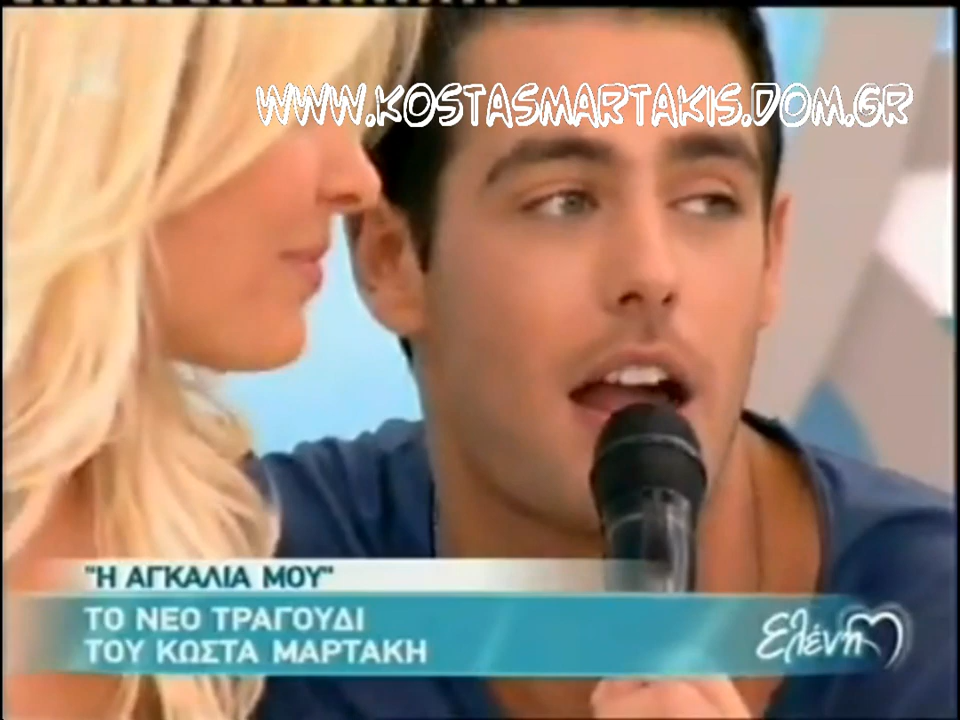 WWW.KOSTASMARTAKIS.DOM.GR
"Η ΑΓΚΑΛΙΑ ΜΟΥ"
ΤΟ ΝΕΟ ΤΡΑΓΟΥΔΙ
ΤΟΥ ΚΩΣΤΑ ΜΑΡΤΑΚΗ
Ελένη